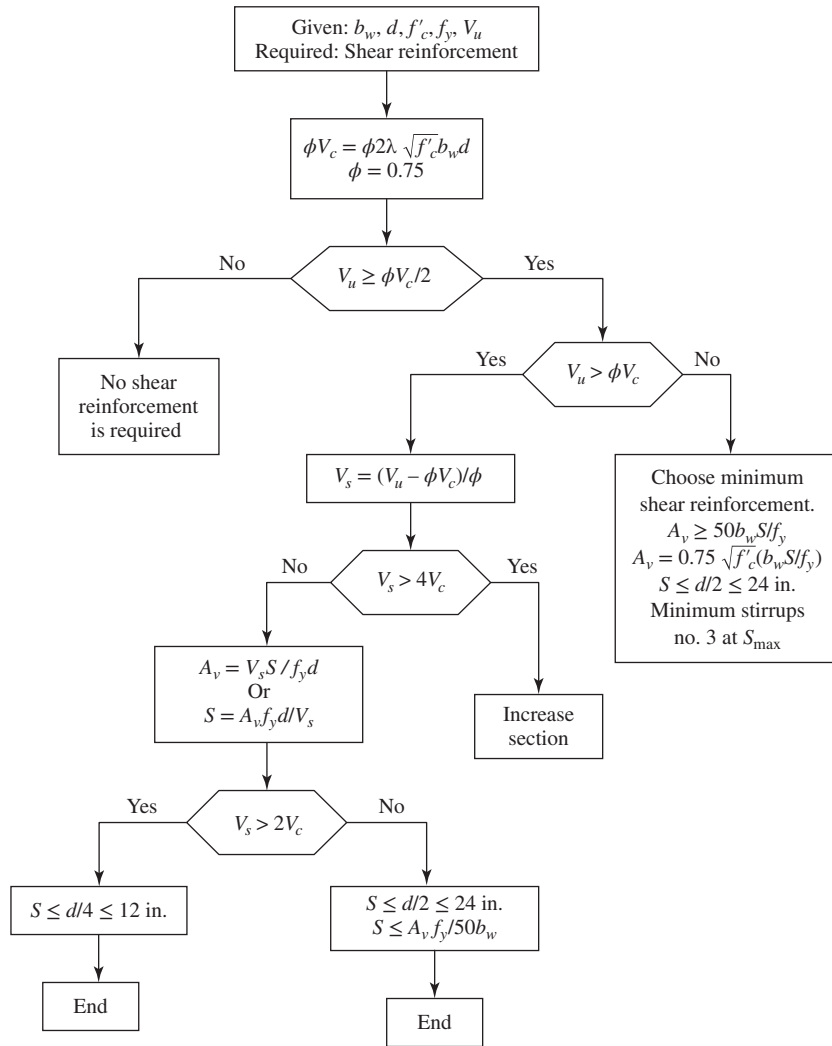 Given: b_w, d, f'_c, f_y, V_u
Required: Shear reinforcement
ϕV_c = ϕ2λ √f'_c b_w d
ϕ = 0.75
No
V_u ≥ ϕV_c/2
Yes
No shear
reinforcement
is required
Yes
V_u > ϕV_c
No
V_s = (V_u – ϕV_c)/ϕ
Choose minimum
shear reinforcement.
A_v ≥ 50b_wS/f_y
A_v = 0.75 √f'_c(b_wS/f_y)
S ≤ d/2 ≤ 24 in.
Minimum stirrups
no. 3 at S_max
No
V_s > 4V_c
Yes
A_v = V_sS / f_yd
Or
S = A_vf_yd/V_s
Increase
section
Yes
V_s > 2V_c
No
S ≤ d/4 ≤ 12 in.
S ≤ d/2 ≤ 24 in.
S ≤ A_v f_y/50b_w
End
End